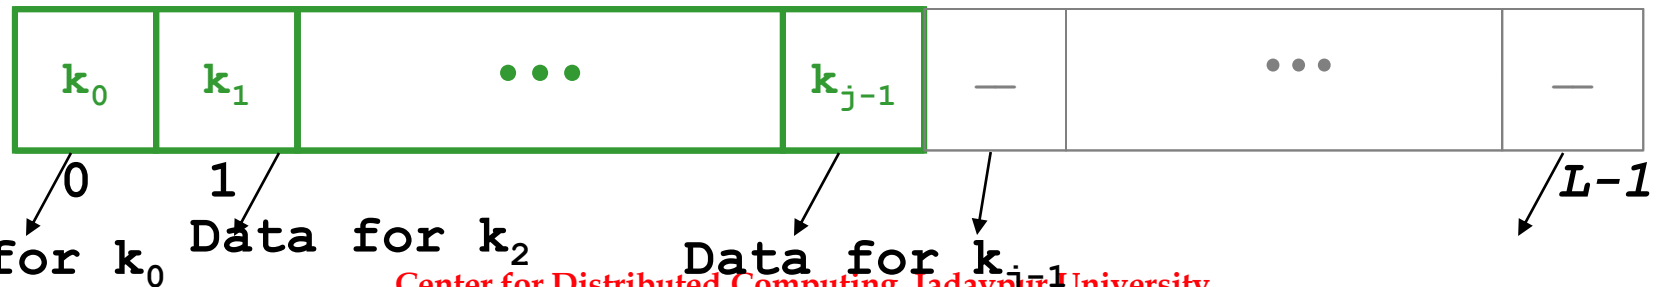 k0 k1 ••• kj-1 — ••• —
0 1 L-1
Data for k2
for k0 Data for kj-1
Center for Distributed Computing, Jadavpur University